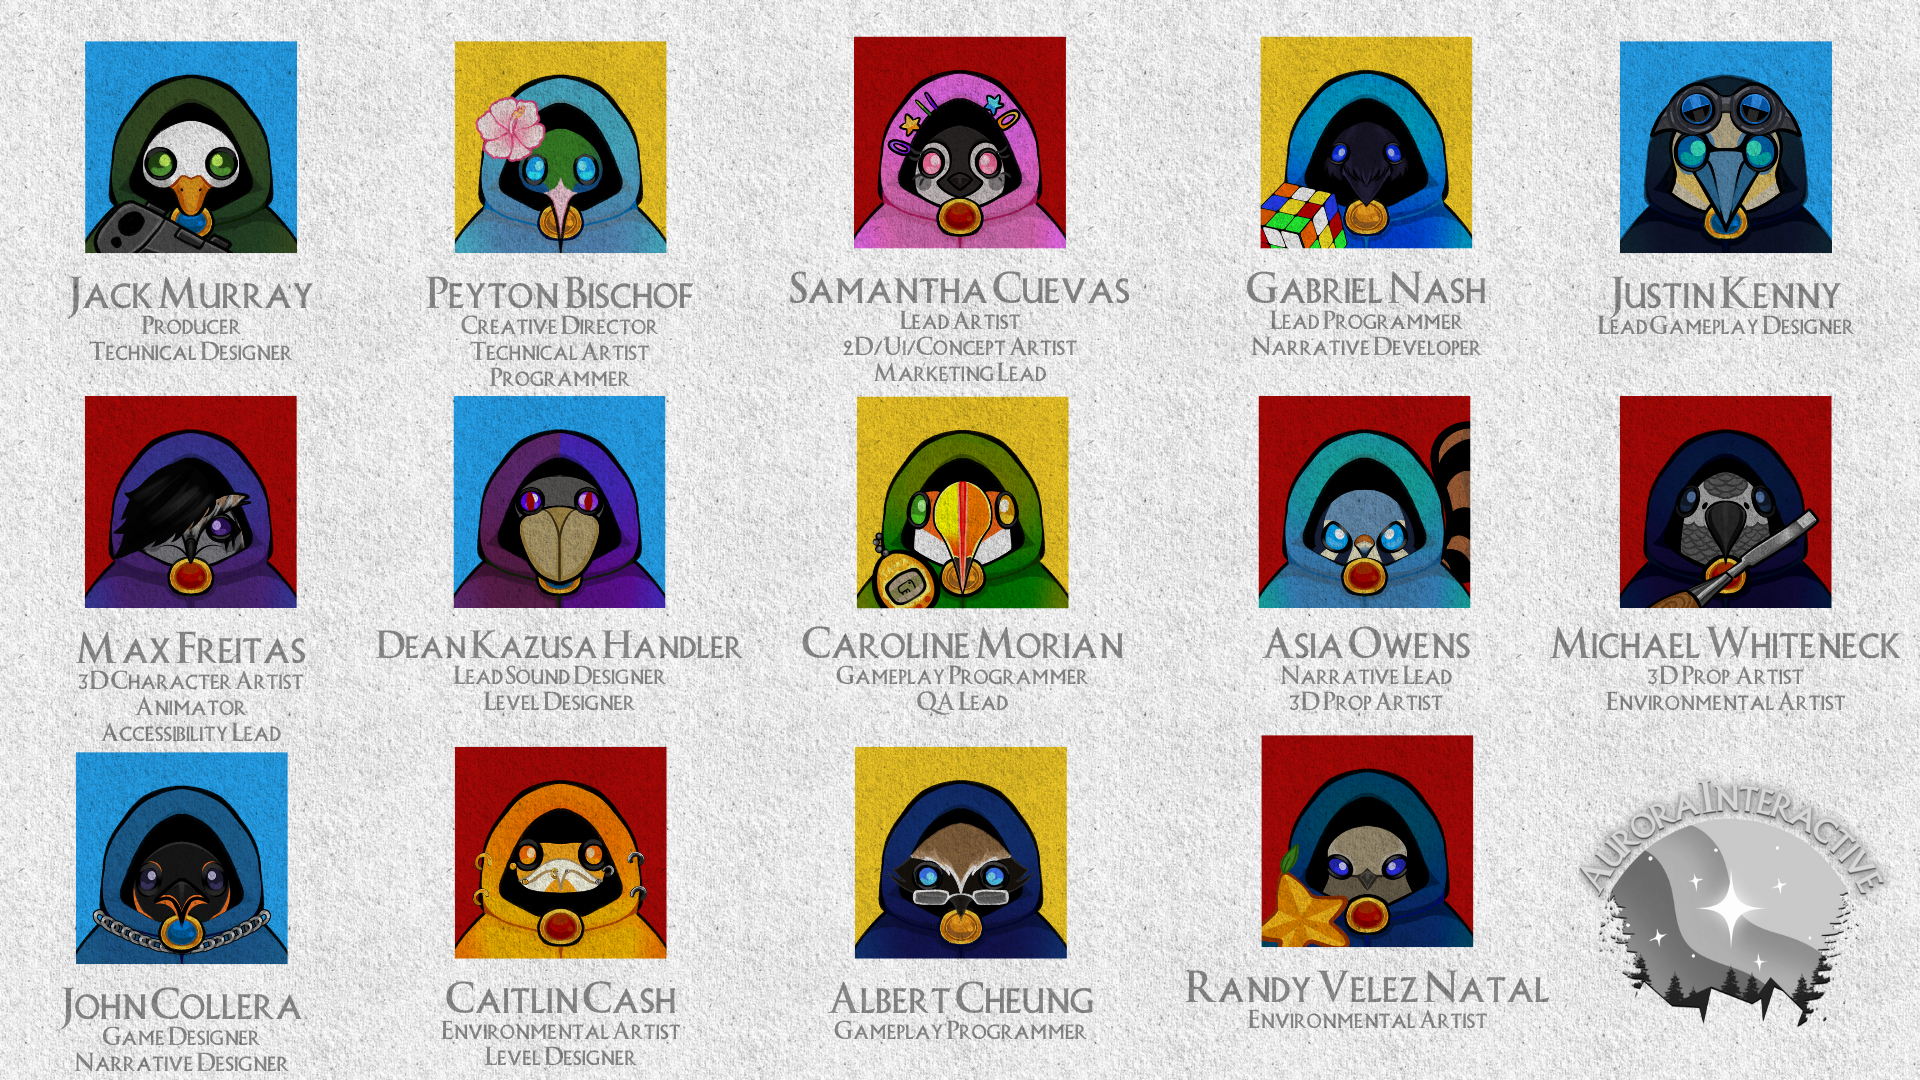 Jack Murray
Producer
Technical Designer
Peyton Bischof
Creative Director
Technical Artist
Programmer
Samantha Cuevas
Lead Artist
2D/UI/Concept Artist
Marketing Lead
Gabriel Nash
Lead Programmer
Narrative Developer
Justin Kenny
Lead Gameplay Designer
Max Freitas
3D Character Artist
Animator
Accessibility Lead
Dean Kazusa Handler
Lead Sound Designer
Level Designer
Caroline Morian
Gameplay Programmer
QA Lead
Asia Owens
Narrative Lead
3D Prop Artist
Michael Whiteneck
3D Prop Artist
Environmental Artist
John Collera
Game Designer
Narrative Designer
Caitlin Cash
Environmental Artist
Level Designer
Albert Cheung
Gameplay Programmer
Randy Velez Natal
Environmental Artist
Aurora Interactive